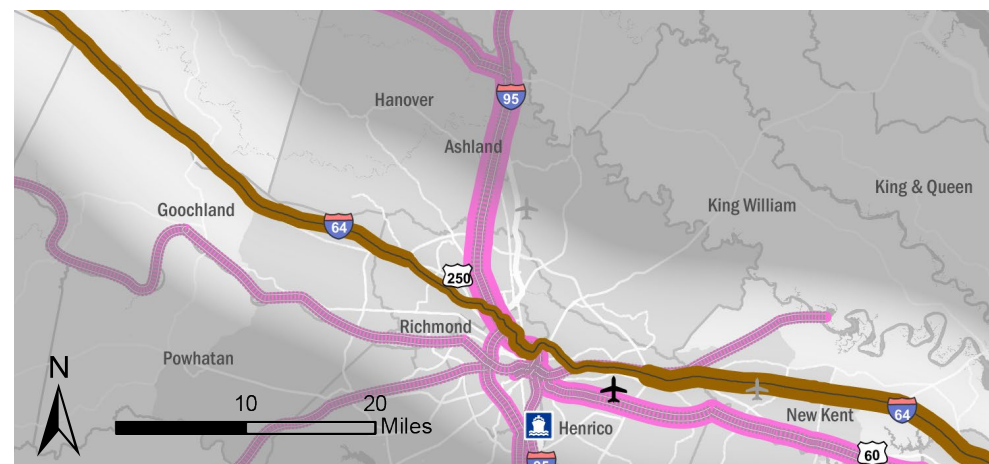 95
Hanover
Ashland
King & Queen
King William
Goochland
64
250
Richmond
Powhatan
N
10 20
Miles
New Kent
64
Henrico
60